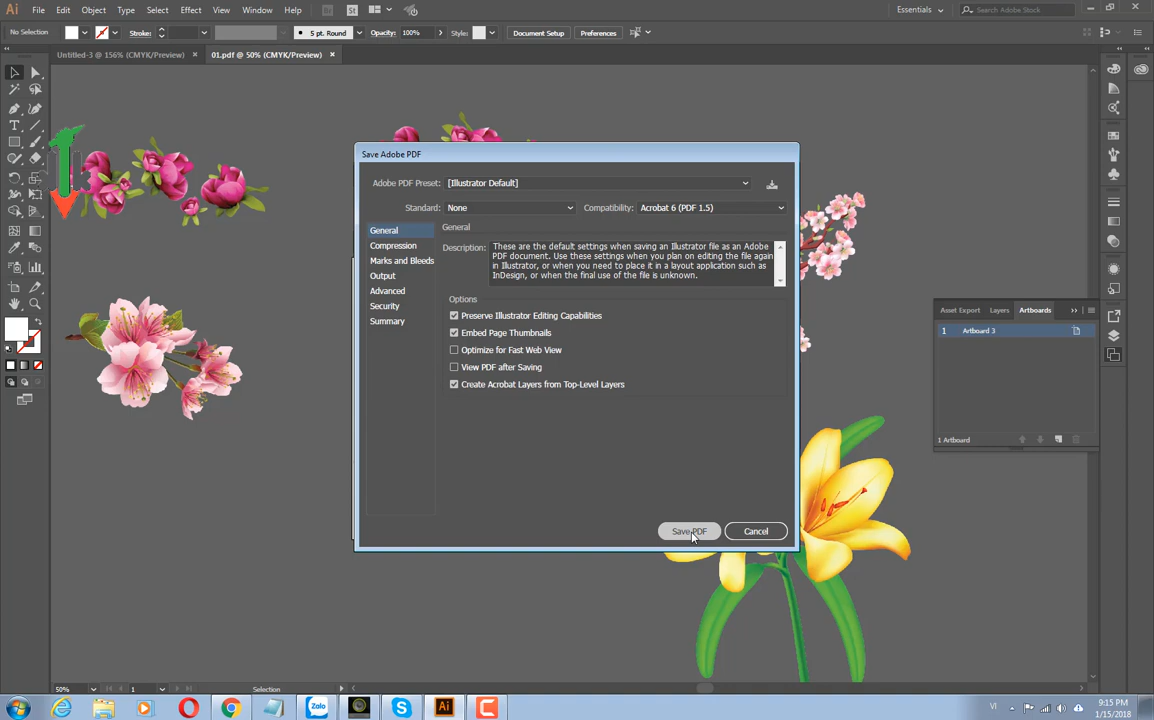 Ai File Edit Object Type Select Effect View Window Help Br St Essentials Search Adobe Stock
No Selection Stroke: 5 pt. Round Opacity: 100% Style: Document Setup Preferences
Untitled-3 @ 156% (CMYK/Preview) × 01.pdf @ 50% (CMYK/Preview) ×
Save Adobe PDF
Adobe PDF Preset: [Illustrator Default]
Standard: None Compatibility: Acrobat 6 (PDF 1.5)
General
Compression
Marks and Bleeds
Output
Advanced
Security
Summary
General
Description: These are the default settings when saving an Illustrator file as an Adobe
PDF document. Use these settings when you plan on editing the file again
in Illustrator, or when you need to place it in a layout application such as
InDesign, or when the final use of the file is unknown.
Options
Preserve Illustrator Editing Capabilities
Embed Page Thumbnails
Optimize for Fast Web View
View PDF after Saving
Create Acrobat Layers from Top-Level Layers
Save PDF Cancel
Asset Export Layers Artboards
1 Artboard 3
1 Artboard
50% 1 Selection
Zalo Ai VI 9:15 PM
1/15/2018